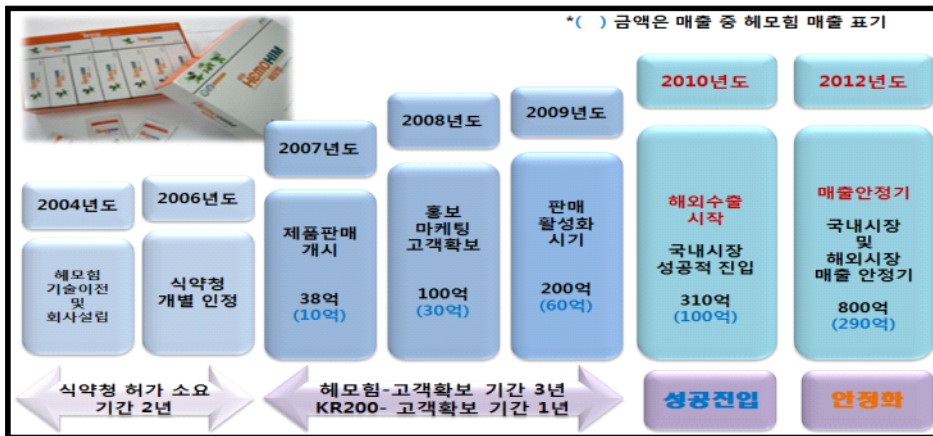 *( ) 금액은 매출 중 헤모힘 매출 표기
HemoHIM
HemoHIM
2004년도
헤모힘
기술이전
및
회사설립
2006년도
식약청
개별 인정
2007년도
제품판매
개시
38억
(10억)
2008년도
홍보
마케팅
고객확보
100억
(30억)
2009년도
판매
활성화
시기
200억
(60억)
2010년도
해외수출
시작
국내시장
성공적 진입
310억
(100억)
2012년도
매출안정기
국내시장
및
해외시장
매출 안정기
800억
(290억)
식약청 허가 소요
기간 2년
헤모힘-고객확보 기간 3년
KR200- 고객확보 기간 1년
성공진입
안정화